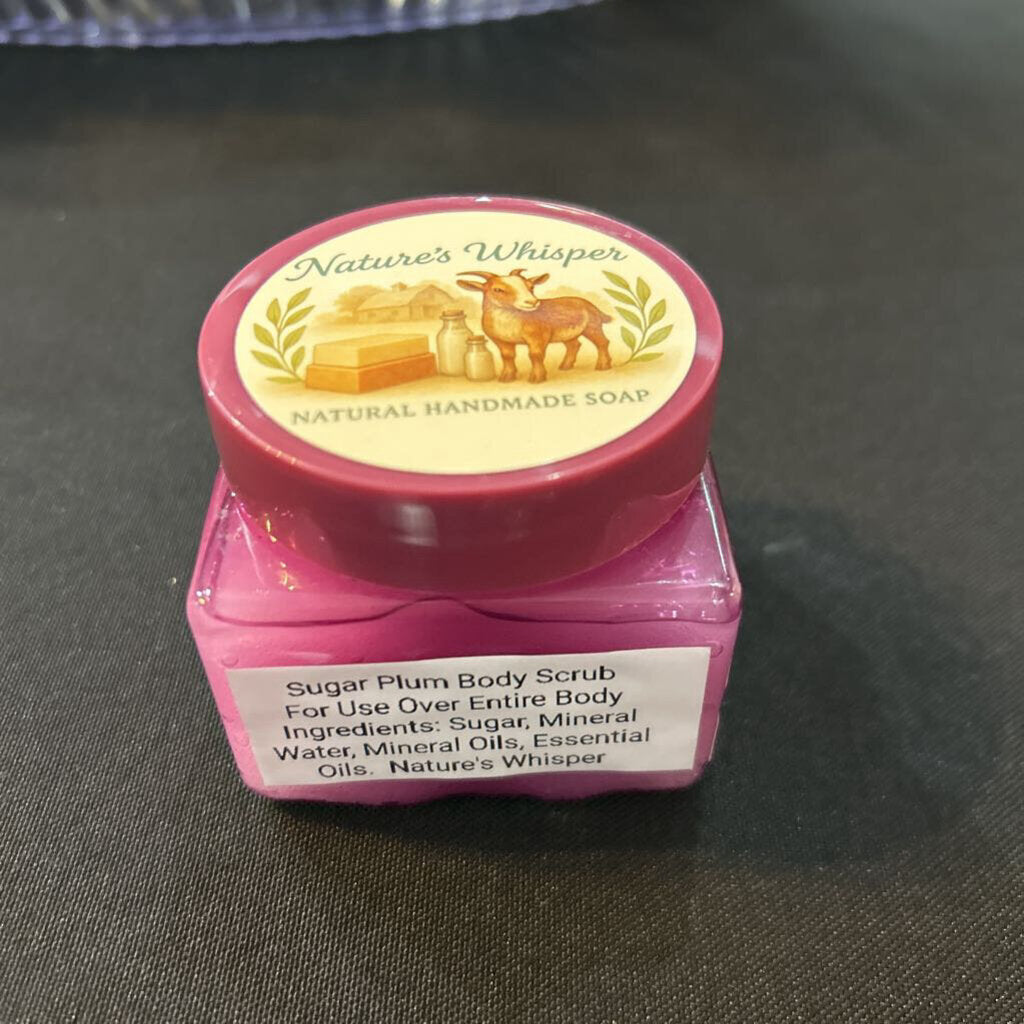 Nature's Whisper
NATURAL HANDMADE SOAP
Sugar Plum Body Scrub
For Use Over Entire Body
Ingredients: Sugar, Mineral
Water, Mineral Oils, Essential
Oils. Nature's Whisper